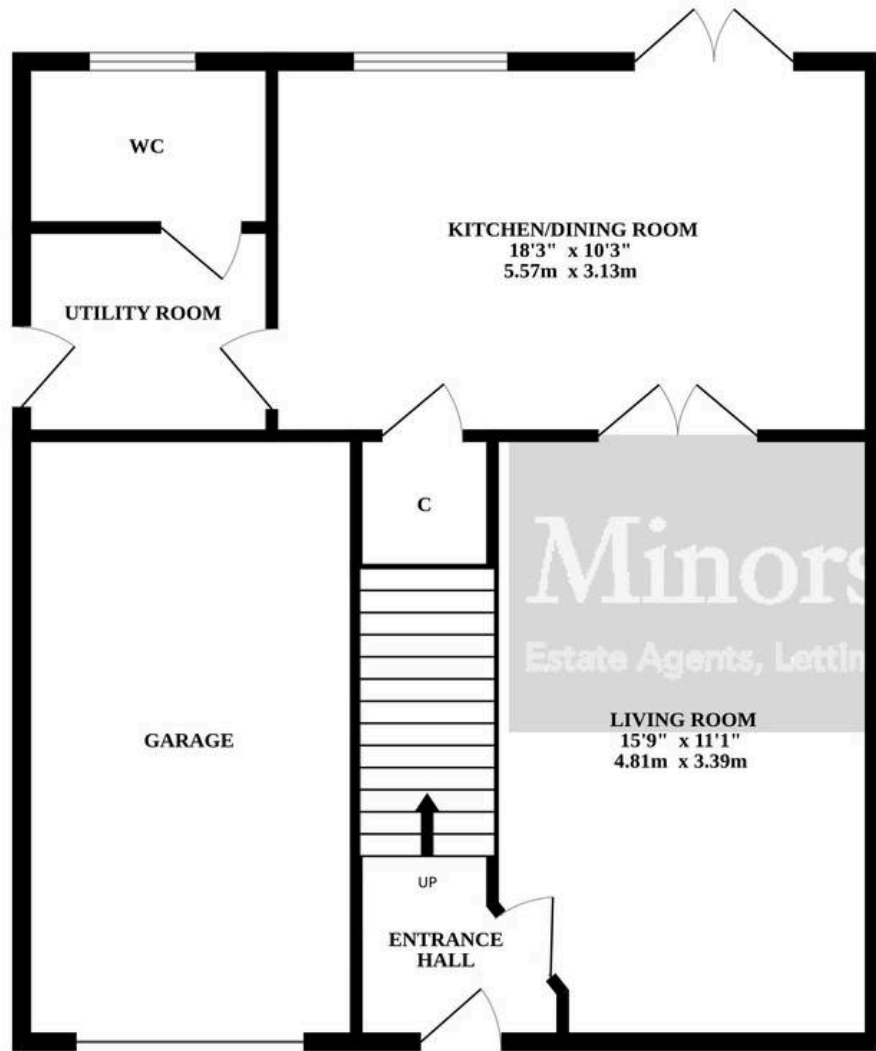 WC
KITCHEN/DINING ROOM
18'3" x 10'3"
5.57m x 3.13m
UTILITY ROOM
C
Minors
Estate Agents, Lettin
LIVING ROOM
15'9" x 11'1"
4.81m x 3.39m
GARAGE
UP
ENTRANCE
HALL